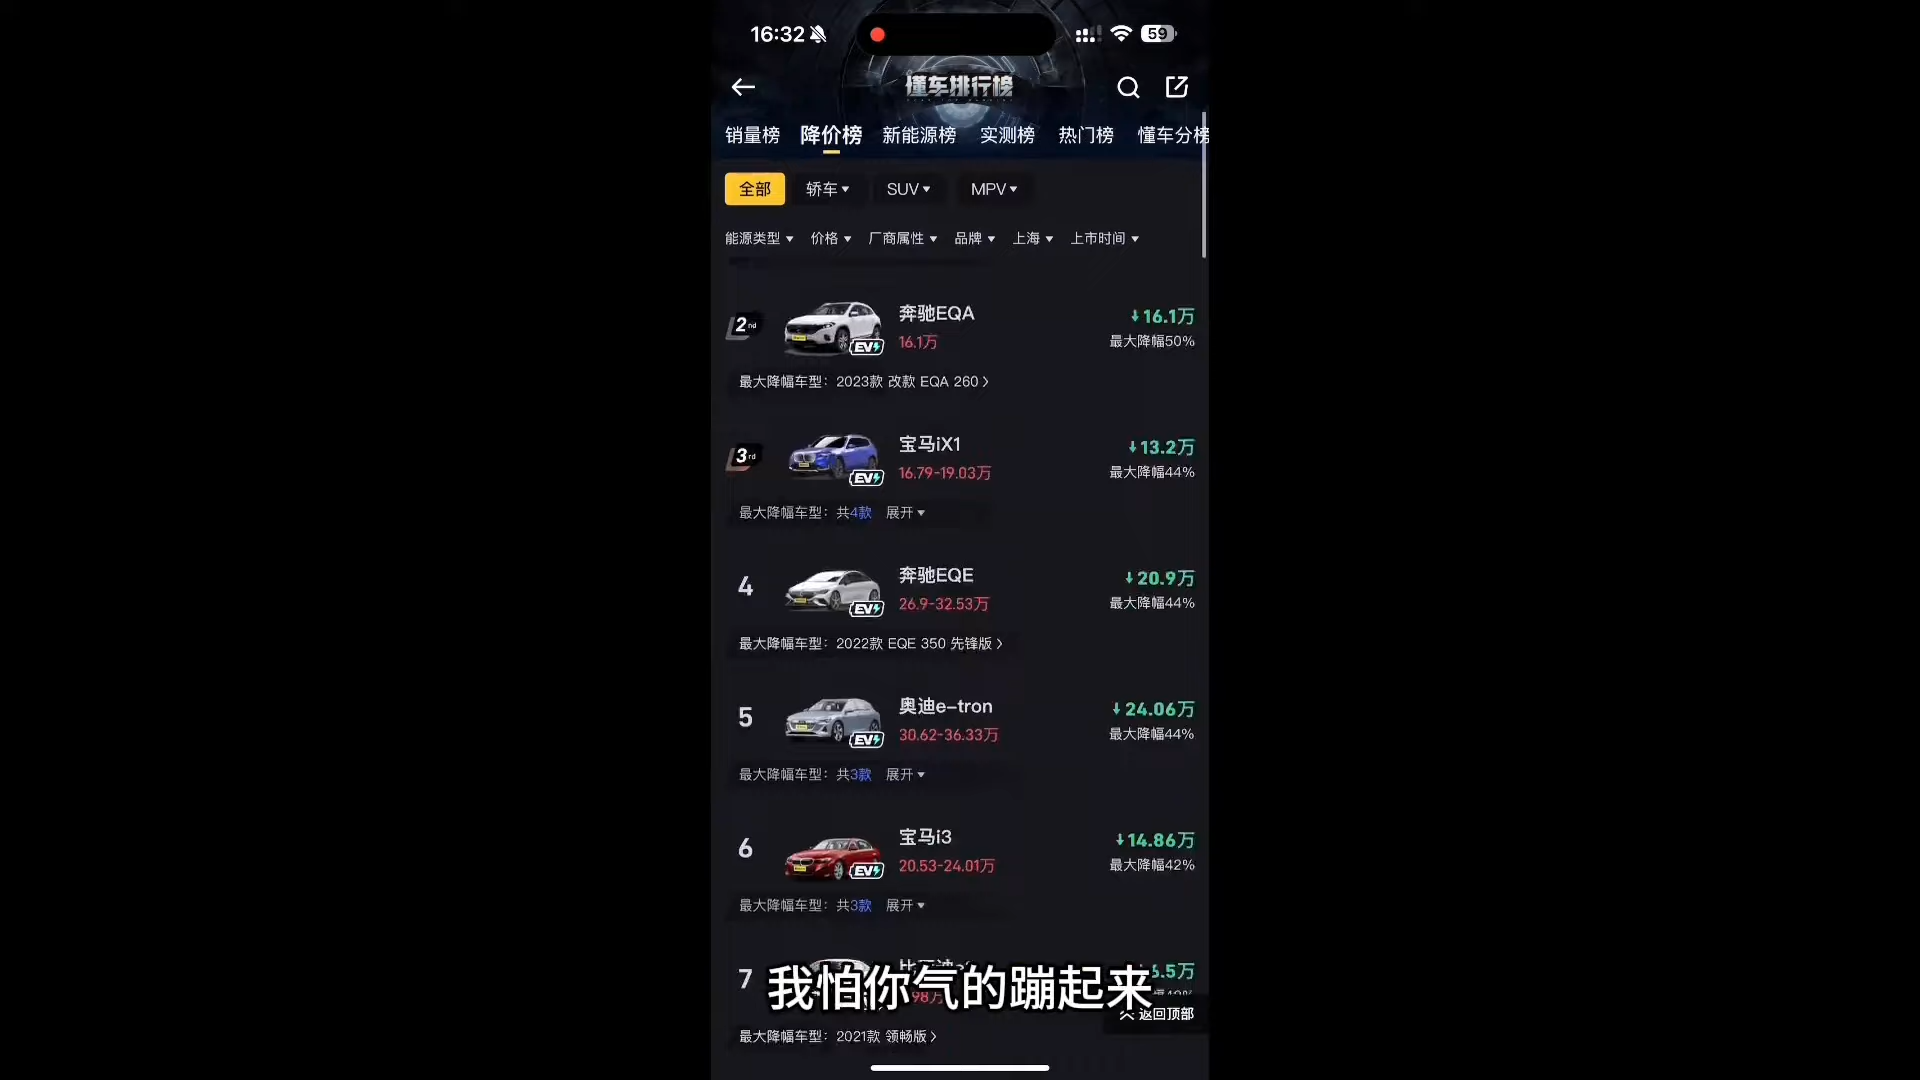 16:32
59
懂车排行榜
销量榜 降价榜 新能源榜 实测榜 热门榜 懂车分榜
全部 轿车 SUV MPV
能源类型 价格 厂商属性 品牌 上海 上市时间
2nd 奔驰EQA ↓16.1万
EV 16.1万 最大降幅50%
最大降幅车型：2023款 改款 EQA 260
3rd 宝马iX1 ↓13.2万
EV 16.79-19.03万 最大降幅44%
最大降幅车型：共4款 展开
4 奔驰EQE ↓20.9万
EV 26.9-32.53万 最大降幅44%
最大降幅车型：2022款 EQE 350 先锋版
5 奥迪e-tron ↓24.06万
EV 30.62-36.33万 最大降幅44%
最大降幅车型：共3款 展开
6 宝马i3 ↓14.86万
EV 20.53-24.01万 最大降幅42%
最大降幅车型：共3款 展开
7 6.5万
我怕你气的蹦起来
返回顶部
最大降幅车型：2021款 领畅版